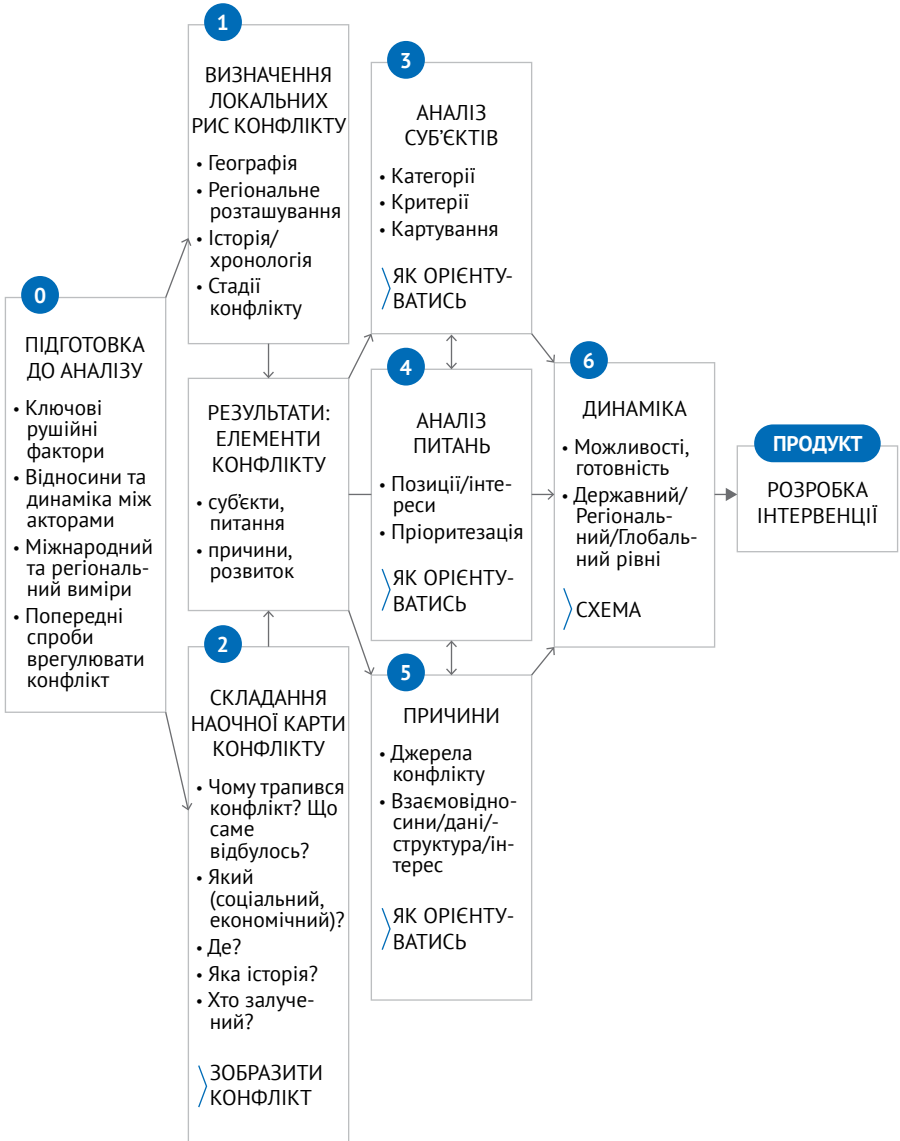 0
ПІДГОТОВКА
ДО АНАЛІЗУ
• Ключові
рушійні
фактори
• Відносини та
динаміка між
акторами
• Міжнародний
та регіональ-
ний виміри
• Попередні
спроби
врегулювати
конфлікт
1
ВИЗНАЧЕННЯ
ЛОКАЛЬНИХ
РИС КОНФЛІКТУ
• Географія
• Регіональне
розташування
• Історія/
хронологія
• Стадії
конфлікту
РЕЗУЛЬТАТИ:
ЕЛЕМЕНТИ
КОНФЛІКТУ
• суб’єкти,
питання
• причини,
розвиток
2
СКЛАДАННЯ
НАОЧНОЇ КАРТИ
КОНФЛІКТУ
• Чому трапився
конфлікт? Що
саме
відбулось?
• Який
(соціальний,
економічний)?
• Де?
• Яка історія?
• Хто залуче-
ний?
ЗОБРАЗИТИ
КОНФЛІКТ
3
АНАЛІЗ
СУБ’ЄКТІВ
• Категорії
• Критерії
• Картування
ЯК ОРІЄНТУ-
ВАТИСЬ
4
АНАЛІЗ
ПИТАНЬ
• Позиції/інте-
реси
• Пріоритезація
ЯК ОРІЄНТУ-
ВАТИСЬ
5
ПРИЧИНИ
• Джерела
конфлікту
• Взаємовідно-
сини/дані/-
структура/ін-
терес
ЯК ОРІЄНТУ-
ВАТИСЬ
6
ДИНАМІКА
• Можливості,
готовність
• Державний/
Регіональ-
ний/Глобаль-
ний рівні
СХЕМА
ПРОДУКТ
РОЗРОБКА
ІНТЕРВЕНЦІЇ